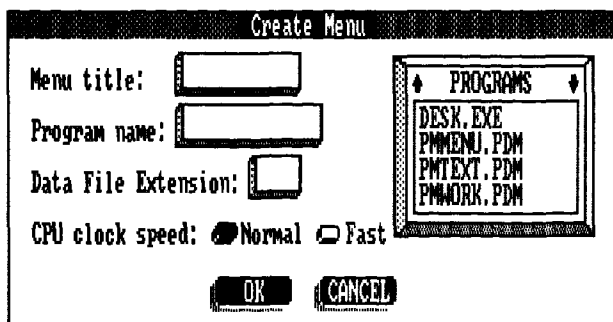 Create Menu
Menu title:
Program name:
Data File Extension:
CPU clock speed: Normal Fast
PROGRAMS
DESK.EXE
PMMENU.PDM
PMTEXT.PDM
PMWORK.PDM
OK CANCEL